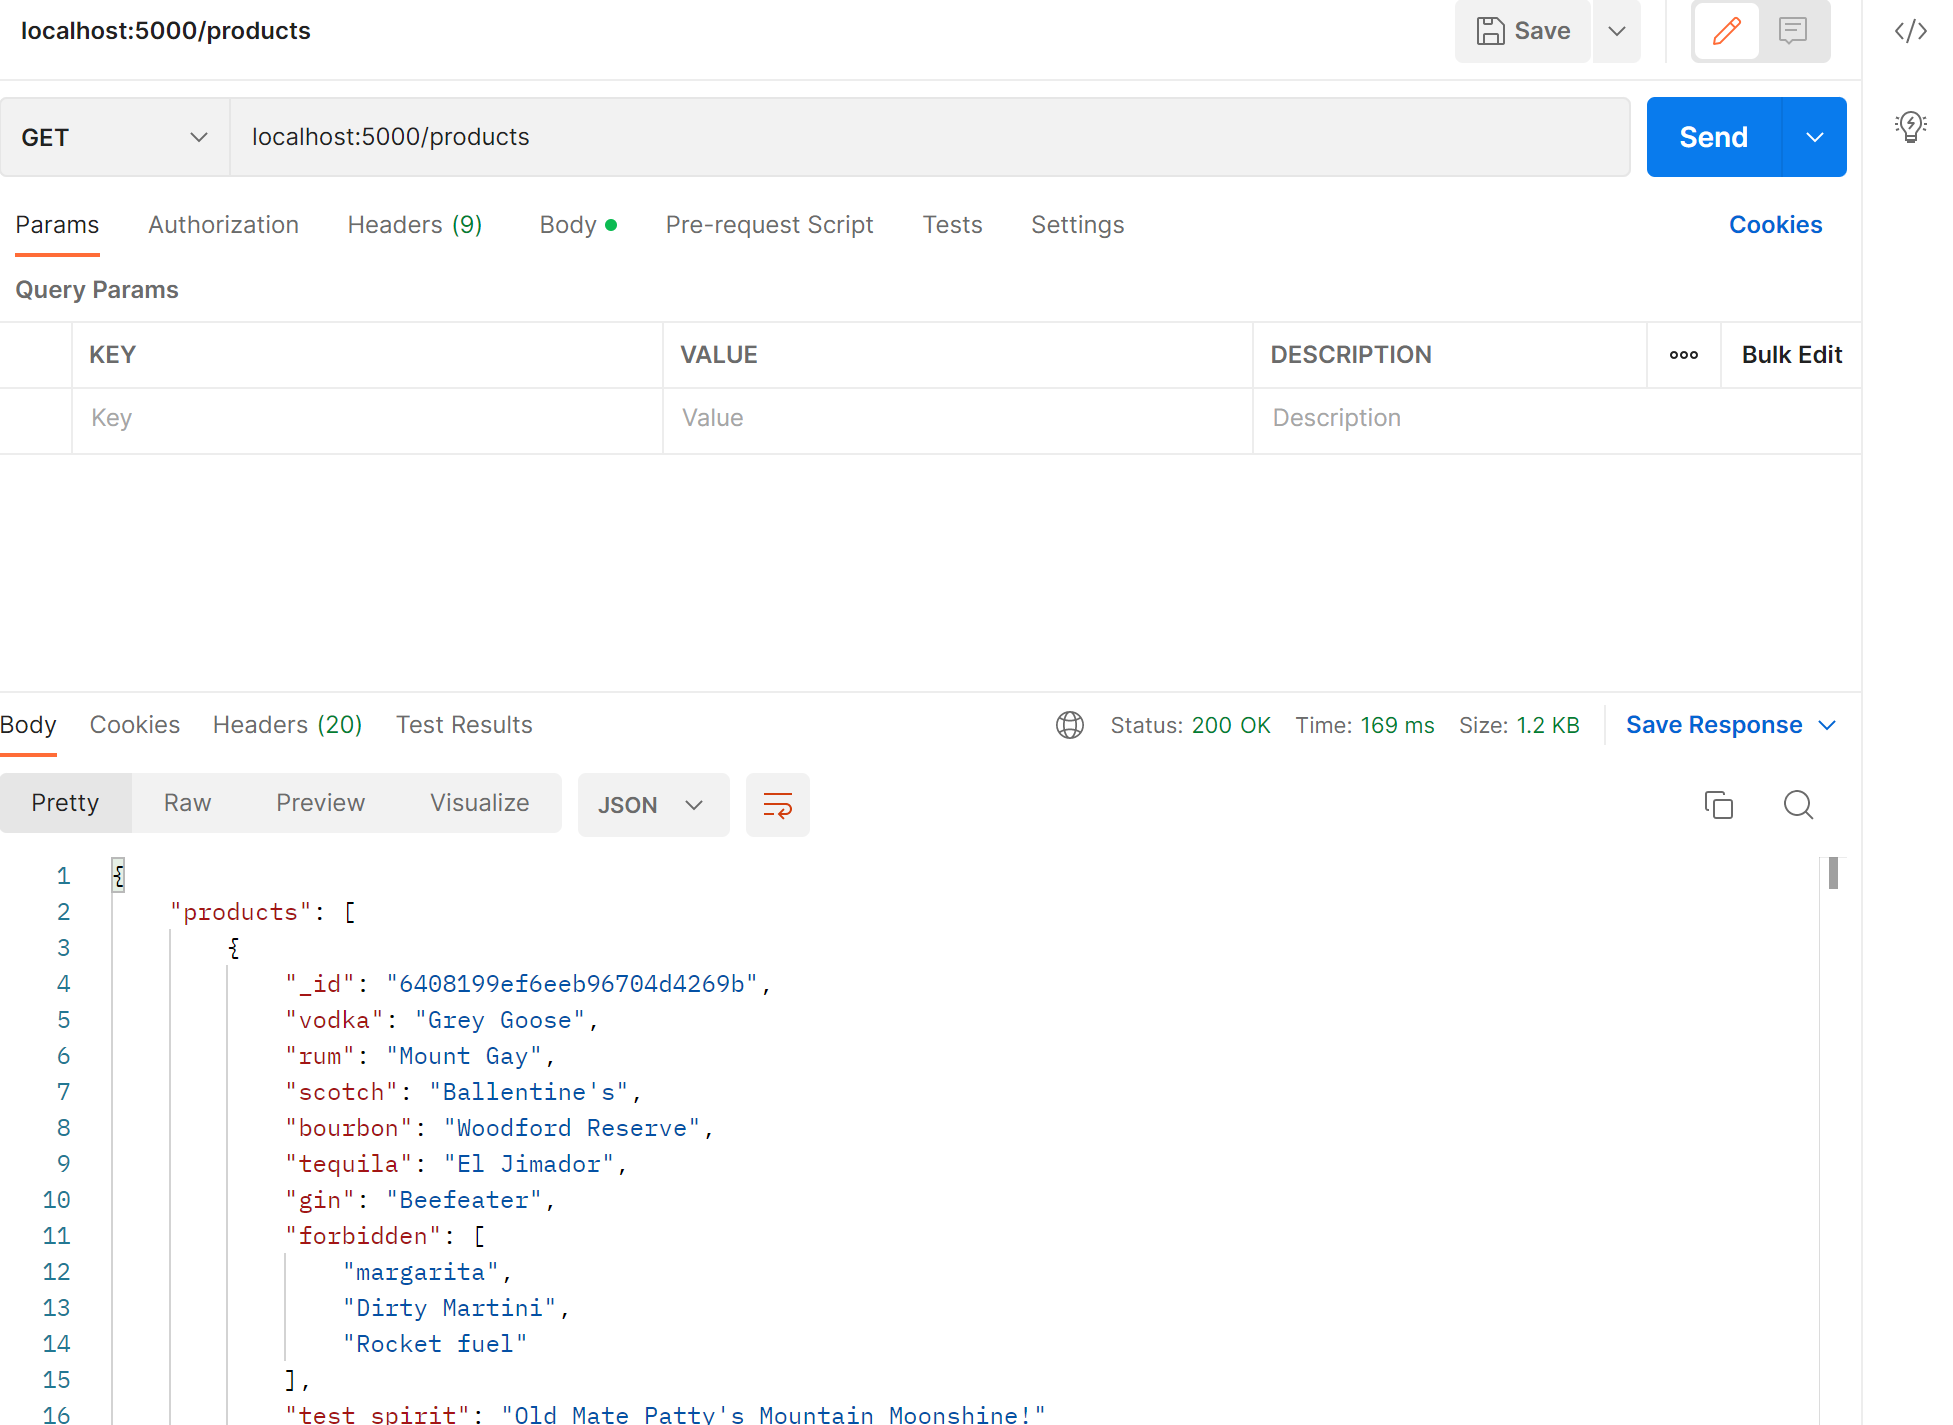 localhost:5000/products
Save
GET
localhost:5000/products
Send
Params Authorization Headers (9) Body Pre-request Script Tests Settings Cookies
Query Params
KEY VALUE DESCRIPTION ooo Bulk Edit
Key Value Description
Body Cookies Headers (20) Test Results Status: 200 OK Time: 169 ms Size: 1.2 KB Save Response
Pretty Raw Preview Visualize JSON
1 {
2 "products": [
3 {
4 "_id": "6408199ef6eeb96704d4269b",
5 "vodka": "Grey Goose",
6 "rum": "Mount Gay",
7 "scotch": "Ballentine's",
8 "bourbon": "Woodford Reserve",
9 "tequila": "El Jimador",
10 "gin": "Beefeater",
11 "forbidden": [
12 "margarita",
13 "Dirty Martini",
14 "Rocket fuel"
15 ],
16 "test spirit": "Old Mate Patty's Mountain Moonshine!"